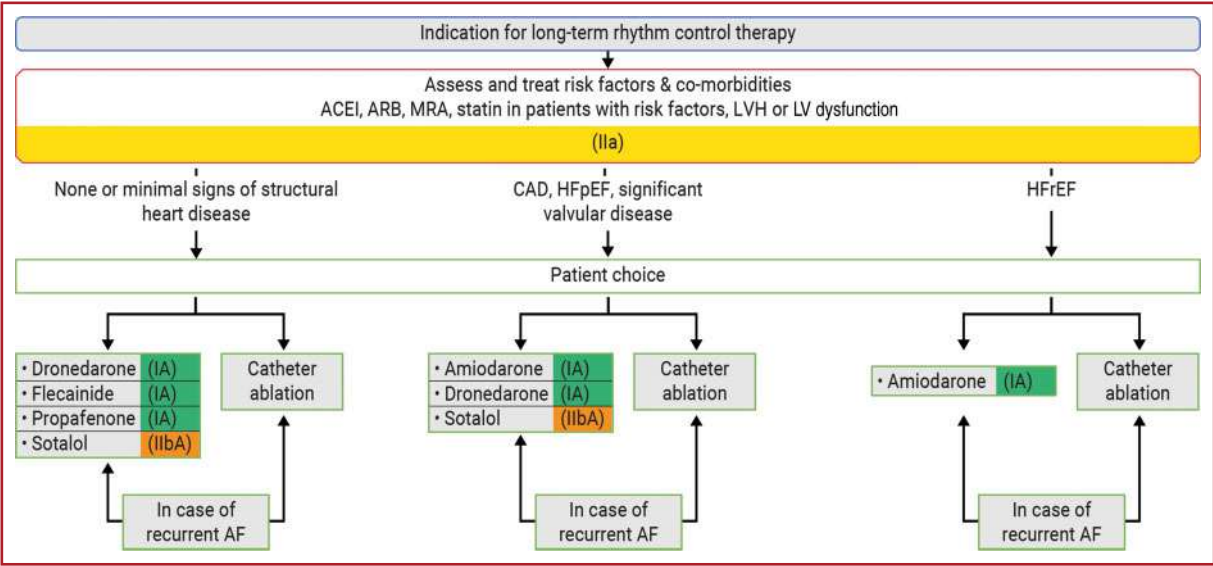 Indication for long-term rhythm control therapy
Assess and treat risk factors & co-morbidities
ACEI, ARB, MRA, statin in patients with risk factors, LVH or LV dysfunction
(IIa)
None or minimal signs of structural
heart disease
CAD, HFpEF, significant
valvular disease
HFrEF
Patient choice
• Dronedarone (IA)
• Flecainide (IA)
• Propafenone (IA)
• Sotalol (IIbA)
Catheter
ablation
• Amiodarone (IA)
• Dronedarone (IA)
• Sotalol (IIbA)
Catheter
ablation
• Amiodarone (IA)
Catheter
ablation
In case of
recurrent AF
In case of
recurrent AF
In case of
recurrent AF